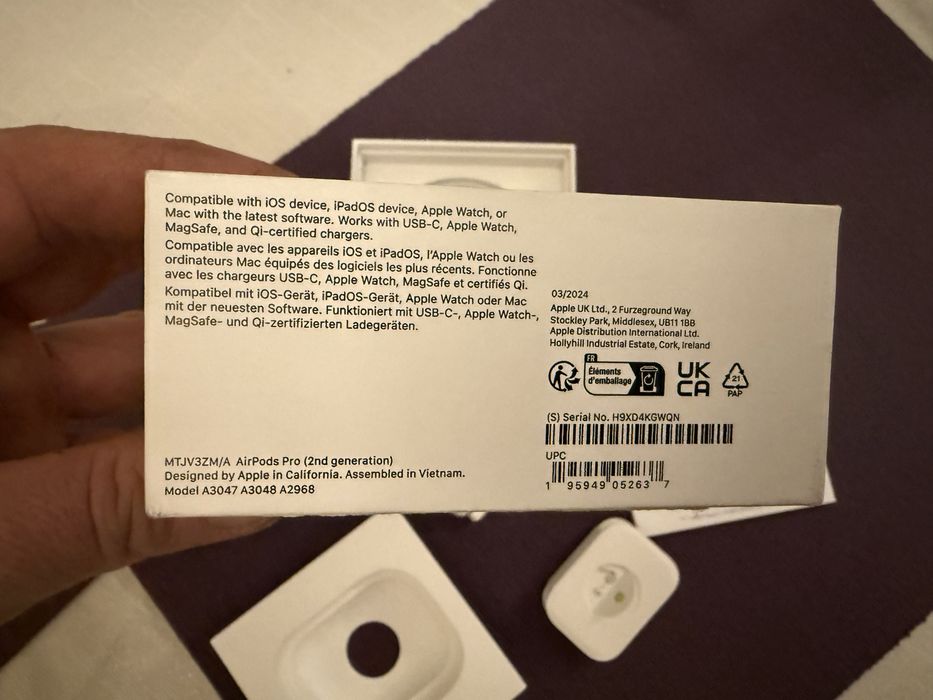 Compatible with iOS device, iPadOS device, Apple Watch, or
Mac with the latest software. Works with USB-C, Apple Watch,
MagSafe, and Qi-certified chargers.
Compatible avec les appareils iOS et iPadOS, l'Apple Watch ou les
ordinateurs Mac équipés des logiciels les plus récents. Fonctionne
avec les chargeurs USB-C, Apple Watch, MagSafe et certifiés Qi.
Kompatibel mit iOS-Gerät, iPadOS-Gerät, Apple Watch oder Mac
mit der neuesten Software. Funktioniert mit USB-C-, Apple Watch-,
MagSafe- und Qi-zertifizierten Ladegeräten.
MTJV3ZM/A AirPods Pro (2nd generation)
Designed by Apple in California. Assembled in Vietnam.
Model A3047 A3048 A2968
03/2024
Apple UK Ltd., 2 Furzeground Way
Stockley Park, Middlesex, UB11 1BB
Apple Distribution International Ltd.
Hollyhill Industrial Estate, Cork, Ireland
FR
Éléments
d'emballage
UK
CA
21
PAP
(S) Serial No. H9XD4KGWQN
UPC
1 95949 05263 7